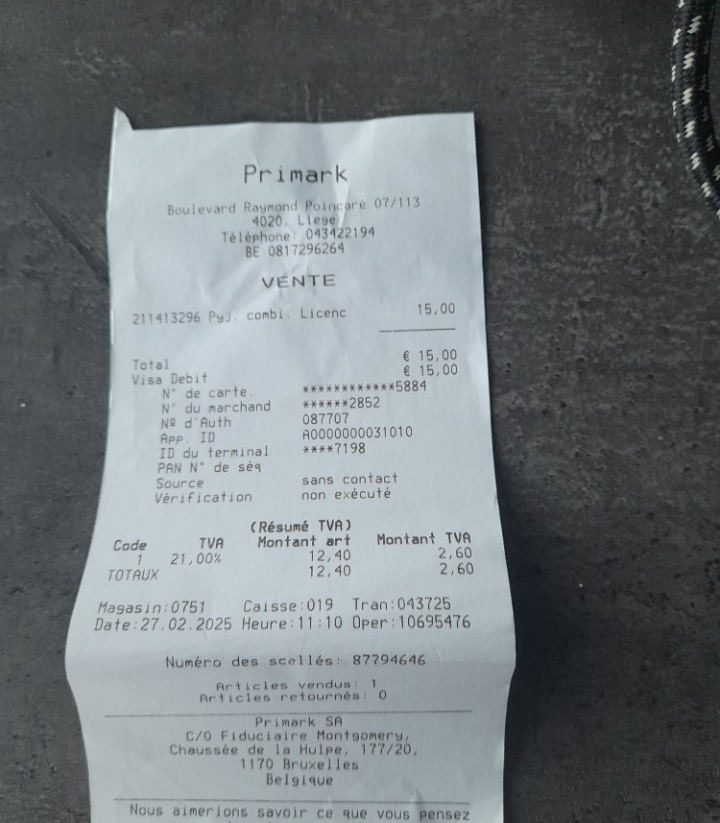 Primark
Boulevard Raymond Poincaré 07/113
4020, Liege
Téléphone: 043422194
BE 0817296264
VENTE
211413296 Pyj. combi. Licenc 15,00
Total € 15,00
Visa Debit € 15,00
N° de carte. ************5884
N° du marchand ******2852
Nº d'Auth 087707
App. ID A0000000031010
ID du terminal ****7198
PAN N° de séq
Source sans contact
Vérification non exécuté
(Résumé TVA)
Code TVA Montant art Montant TVA
1 21,00% 12,40 2,60
TOTAUX 12,40 2,60
Magasin:0751 Caisse:019 Tran:043725
Date:27.02.2025 Heure:11:10 Oper:10695476
Numéro des scellés: 87794646
Articles vendus: 1
Articles retournés: 0
Primark SA
C/O Fiduciaire Montgomery,
Chaussée de la Hulpe, 177/20,
1170 Bruxelles
Belgique
Nous aimerions savoir ce que vous pensez